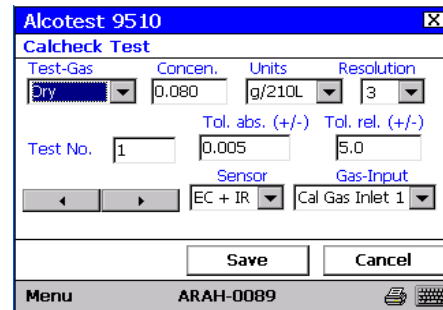 Alcotest 9510 X
Calcheck Test
Test-Gas Concen. Units Resolution
Dry 0.080 g/210L 3
Tol. abs. (+/-) Tol. rel. (+/-)
Test No. 1 0.005 5.0
Sensor Gas-Input
EC + IR Cal Gas Inlet 1
Save Cancel
Menu ARAH-0089